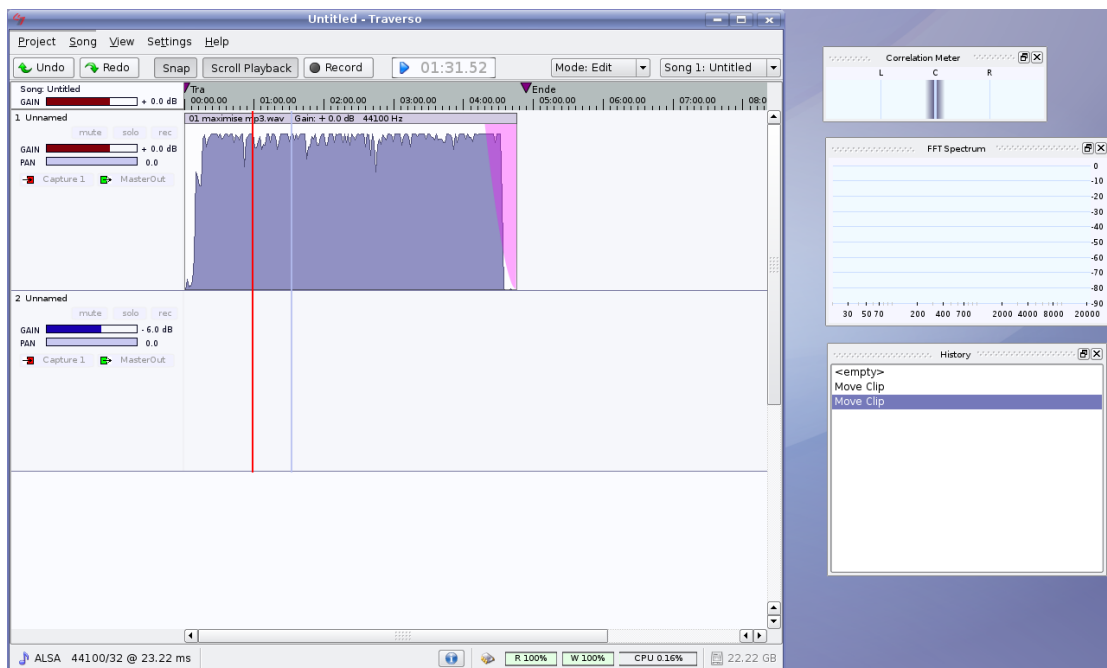 Untitled - Traverso
Project Song View Settings Help
Undo Redo Snap Scroll Playback Record 01:31.52 Mode: Edit Song 1: Untitled
Song: Untitled
GAIN + 0.0 dB
Tra Ende
00:00.00 01:00.00 02:00.00 03:00.00 04:00.00 05:00.00 06:00.00 07:00.00 08:0
1 Unnamed
mute solo rec
GAIN + 0.0 dB
PAN 0.0
Capture 1 MasterOut
01 maximise mp3.wav Gain: + 0.0 dB 44100 Hz
2 Unnamed
mute solo rec
GAIN - 6.0 dB
PAN 0.0
Capture 1 MasterOut
ALSA 44100/32 @ 23.22 ms R 100% W 100% CPU 0.16% 22.22 GB
Correlation Meter
L C R
FFT Spectrum
0
-10
-20
-30
-40
-50
-60
-70
-80
-90
30 50 70 200 400 700 2000 4000 8000 20000
History
<empty>
Move Clip
Move Clip